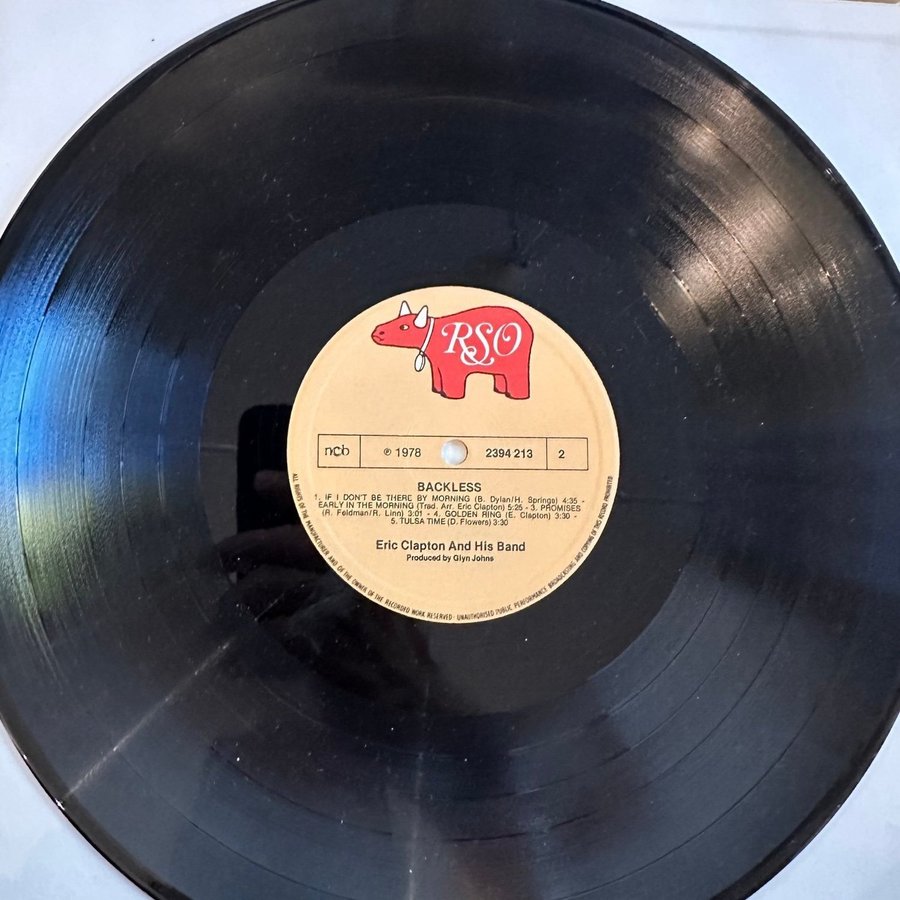 RSO
ncb ℗ 1978 2394 213 2
BACKLESS
1. IF I DON'T BE THERE BY MORNING (B. Dylan/H. Springs) 4:35 -
EARLY IN THE MORNING (Trad. Arr. Eric Clapton) 5:25 - 3. PROMISES
(R. Feldman/R. Linn) 3:01 - 4. GOLDEN RING (E. Clapton) 3:30 -
5. TULSA TIME (D. Flowers) 3:30
Eric Clapton And His Band
Produced by Glyn Johns
ALL RIGHTS OF THE MANUFACTURER AND OF THE OWNER OF THE RECORDED WORK RESERVED · UNAUTHORISED PUBLIC PERFORMANCE, BROADCASTING AND COPYING OF THIS RECORD PROHIBITED